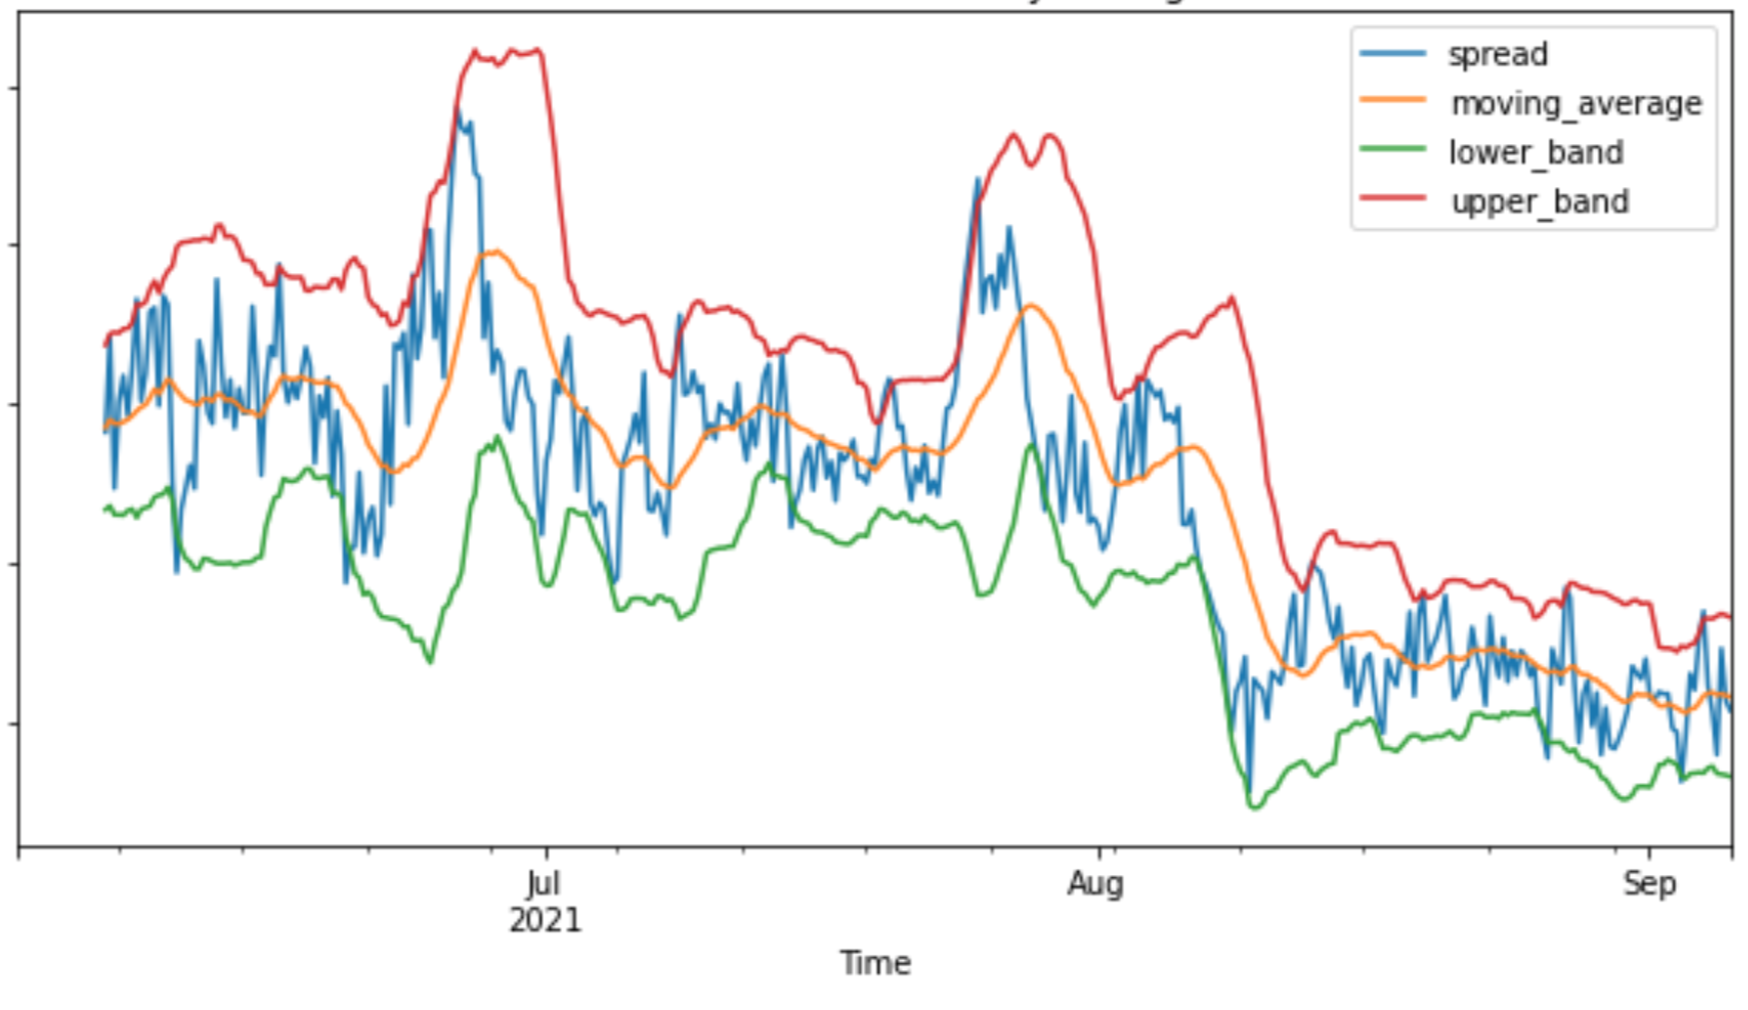 spread
moving_average
lower_band
upper_band
Jul
2021
Aug
Sep
Time